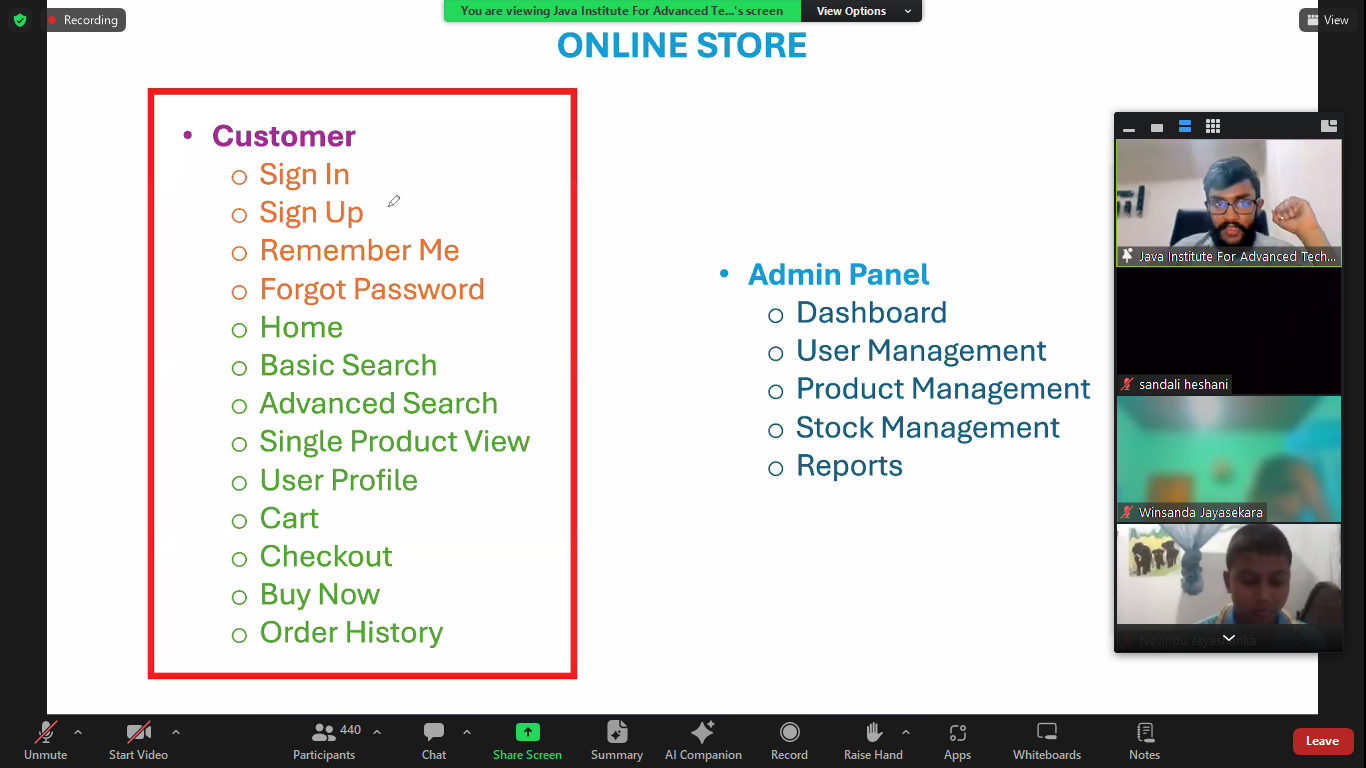 Recording
You are viewing Java Institute For Advanced Te...'s screen
View Options
View
ONLINE STORE
• Customer
o Sign In
o Sign Up
o Remember Me
o Forgot Password
o Home
o Basic Search
o Advanced Search
o Single Product View
o User Profile
o Cart
o Checkout
o Buy Now
o Order History
• Admin Panel
o Dashboard
o User Management
o Product Management
o Stock Management
o Reports
Java Institute For Advanced Tech...
sandali heshani
Winsanda Jayasekara
Navindu Jayashanka
Unmute
Start Video
Participants
440
Chat
Share Screen
Summary
AI Companion
Record
Raise Hand
Apps
Whiteboards
Notes
Leave